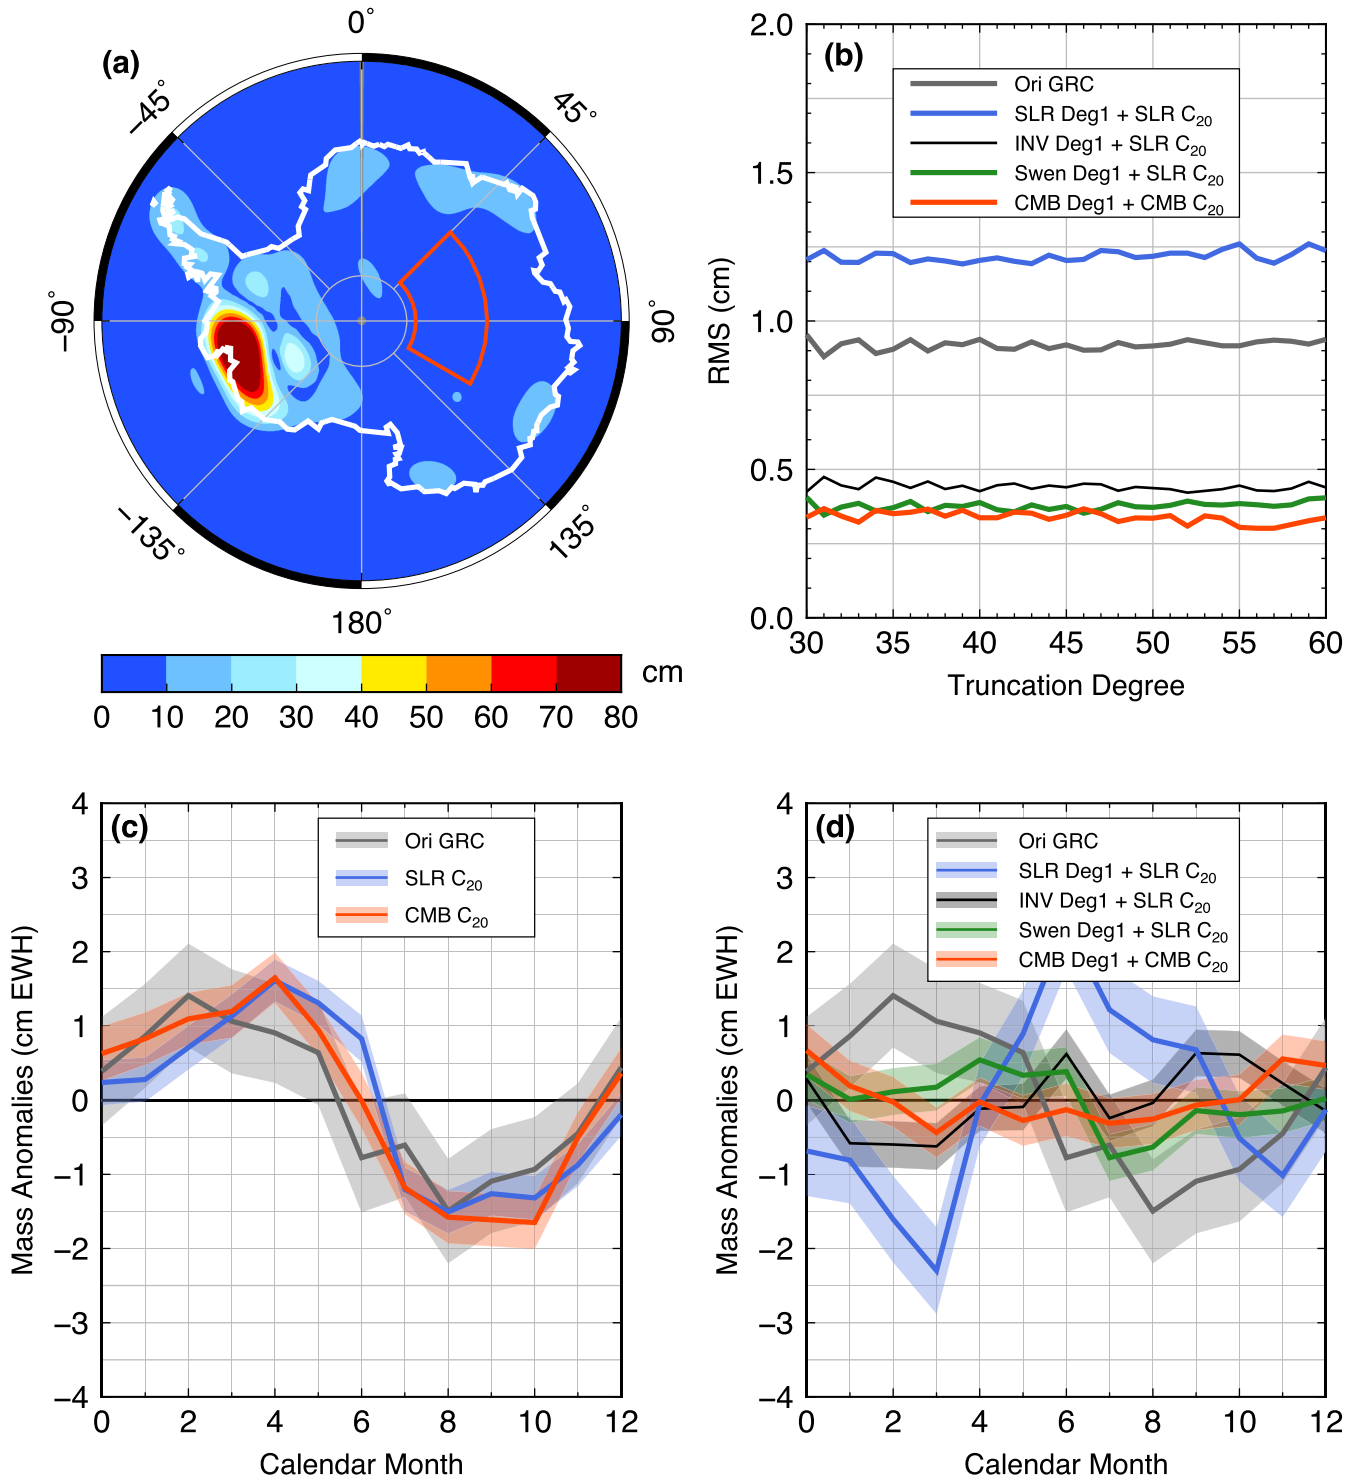 (a)
0°
45°
90°
135°
180°
−135°
−90°
−45°
0 10 20 30 40 50 60 70 80 cm
(b)
Ori GRC
SLR Deg1 + SLR C20
INV Deg1 + SLR C20
Swen Deg1 + SLR C20
CMB Deg1 + CMB C20
RMS (cm)
2.0
1.5
1.0
0.5
0.0
30 35 40 45 50 55 60
Truncation Degree
(c)
Ori GRC
SLR C20
CMB C20
Mass Anomalies (cm EWH)
4
3
2
1
0
−1
−2
−3
−4
0 2 4 6 8 10 12
Calendar Month
(d)
Ori GRC
SLR Deg1 + SLR C20
INV Deg1 + SLR C20
Swen Deg1 + SLR C20
CMB Deg1 + CMB C20
Mass Anomalies (cm EWH)
4
3
2
1
0
−1
−2
−3
−4
0 2 4 6 8 10 12
Calendar Month